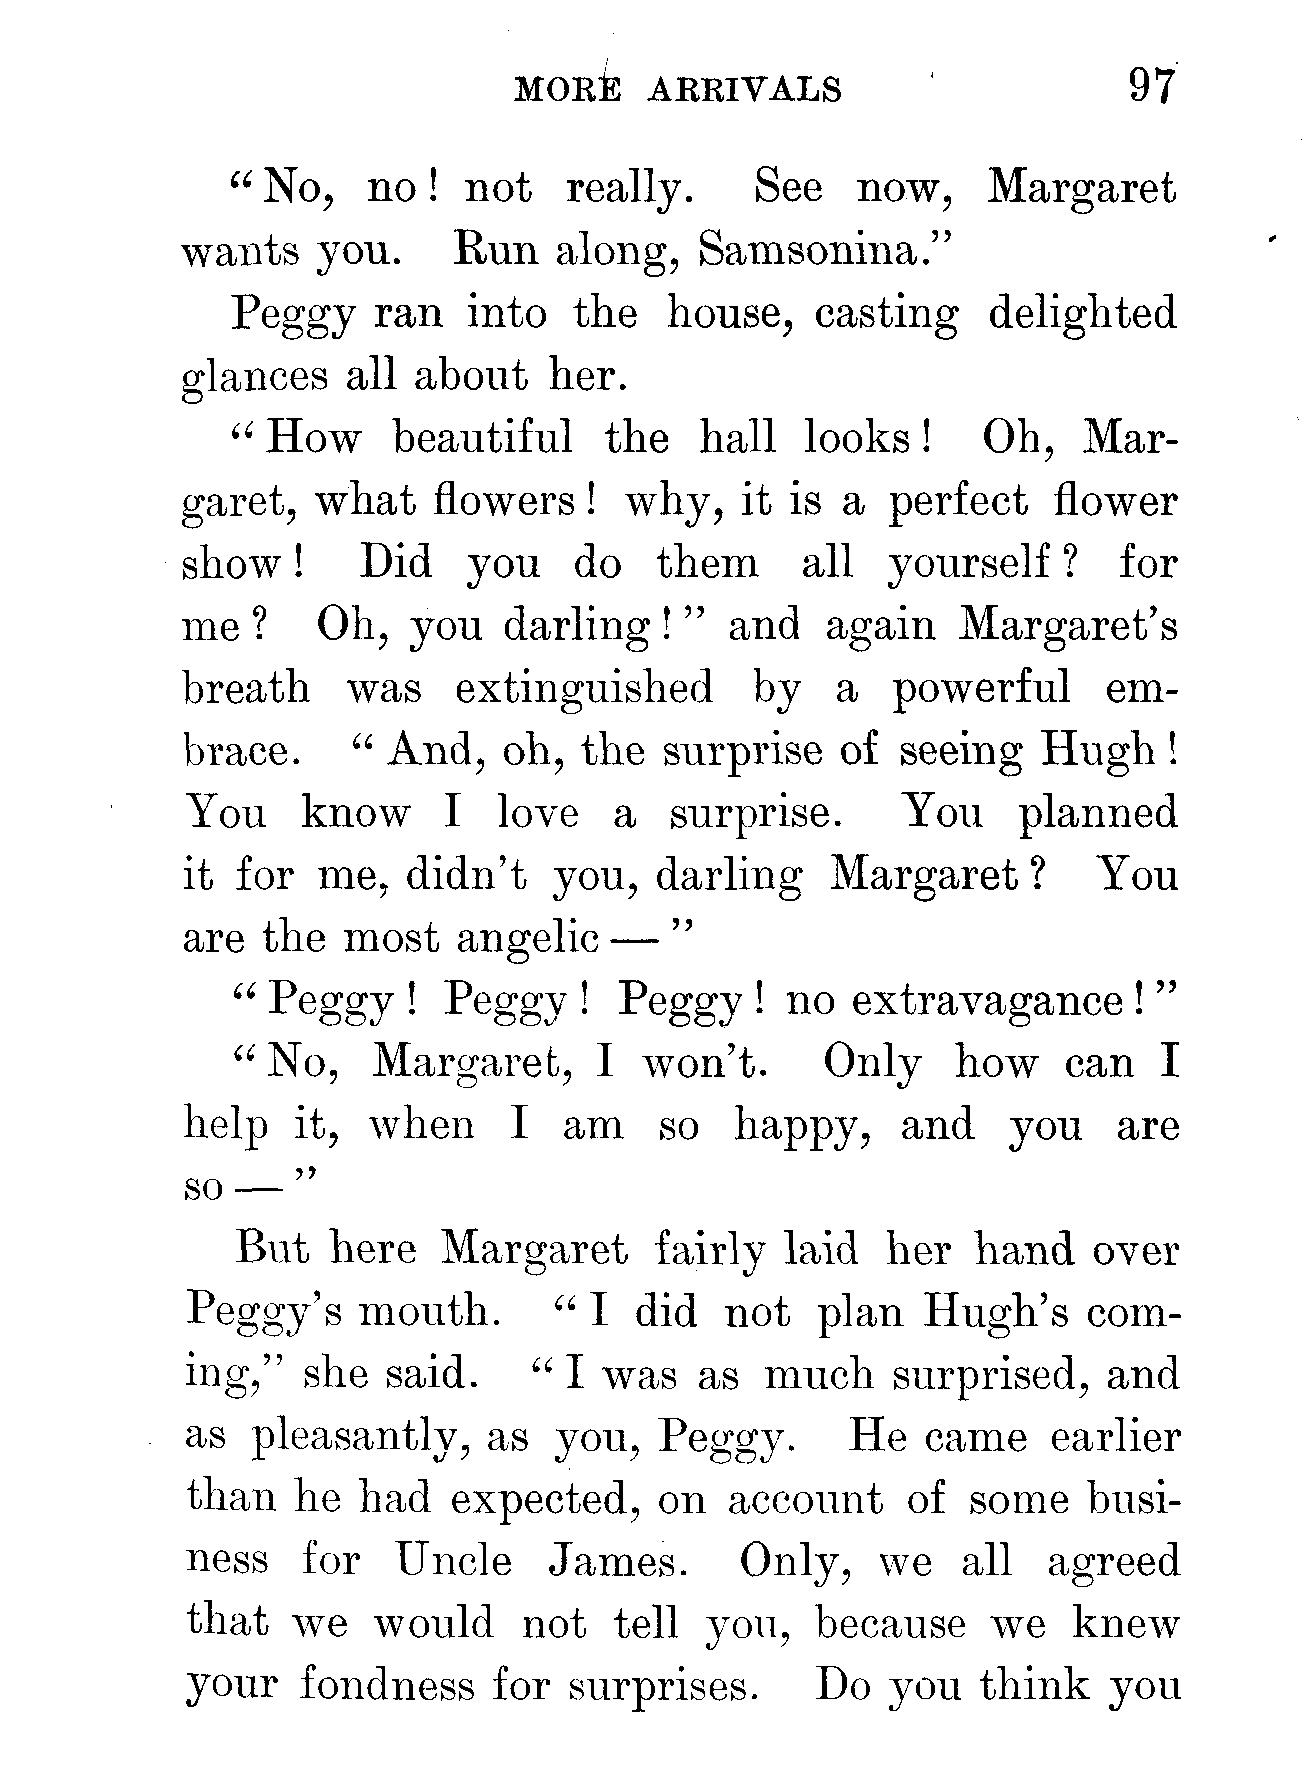 MORE ARRIVALS 97
“No, no! not really. See now, Margaret
wants you. Run along, Samsonina.”
Peggy ran into the house, casting delighted
glances all about her.
“How beautiful the hall looks! Oh, Mar-
garet, what flowers! why, it is a perfect flower
show! Did you do them all yourself? for
me? Oh, you darling!” and again Margaret’s
breath was extinguished by a powerful em-
brace. “And, oh, the surprise of seeing Hugh!
You know I love a surprise. You planned
it for me, didn’t you, darling Margaret? You
are the most angelic—”
“Peggy! Peggy! Peggy! no extravagance!”
“No, Margaret, I won’t. Only how can I
help it, when I am so happy, and you are
so—”
But here Margaret fairly laid her hand over
Peggy’s mouth. “I did not plan Hugh’s com-
ing,” she said. “I was as much surprised, and
as pleasantly, as you, Peggy. He came earlier
than he had expected, on account of some busi-
ness for Uncle James. Only, we all agreed
that we would not tell you, because we knew
your fondness for surprises. Do you think you